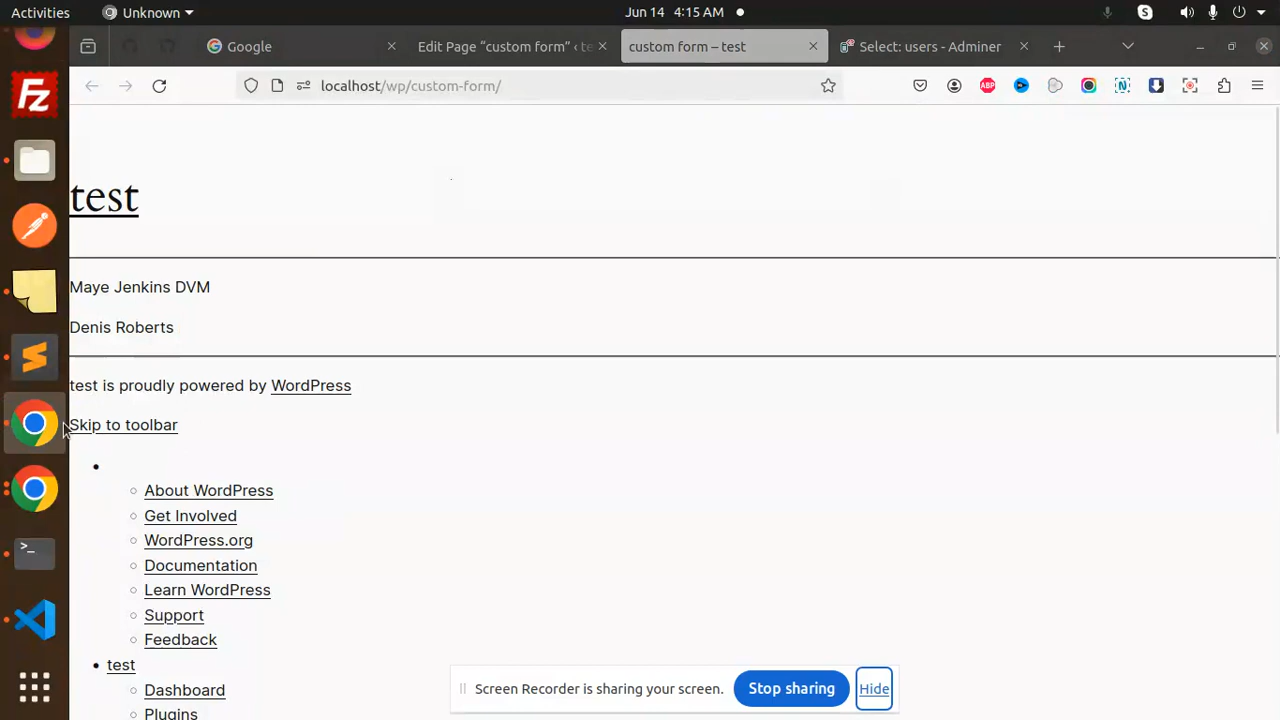 Activities
Unknown
Jun 14 4:15 AM
S
Google
Edit Page “custom form” ‹ te
custom form – test
Select: users - Adminer
localhost/wp/custom-form/
ABP
N
Fz
test
Maye Jenkins DVM
Denis Roberts
test is proudly powered by WordPress
Skip to toolbar
About WordPress
Get Involved
WordPress.org
Documentation
Learn WordPress
Support
Feedback
test
Dashboard
Plugins
Screen Recorder is sharing your screen.
Stop sharing
Hide